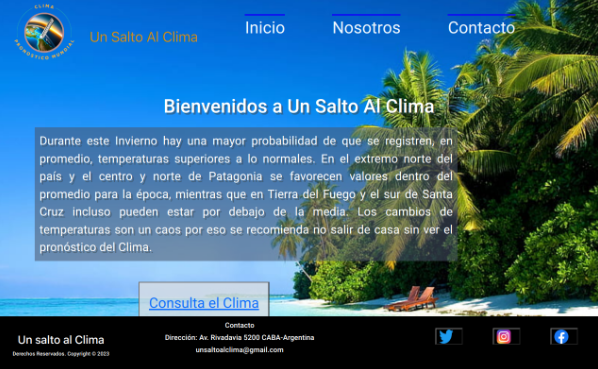 CLIMA
PRONÓSTICO MUNDIAL
Un Salto Al Clima
Inicio
Nosotros
Contacto
Bienvenidos a Un Salto Al Clima
Durante este Invierno hay una mayor probabilidad de que se registren, en
promedio, temperaturas superiores a lo normales. En el extremo norte del
país y el centro y norte de Patagonia se favorecen valores dentro del
promedio para la época, mientras que en Tierra del Fuego y el sur de Santa
Cruz incluso pueden estar por debajo de la media. Los cambios de
temperaturas son un caos por eso se recomienda no salir de casa sin ver el
pronóstico del Clima.
Consulta el Clima
Un salto al Clima
Derechos Reservados. Copyright © 2023
Contacto
Dirección: Av. Rivadavia 5200 CABA-Argentina
unsaltoalclima@gmail.com